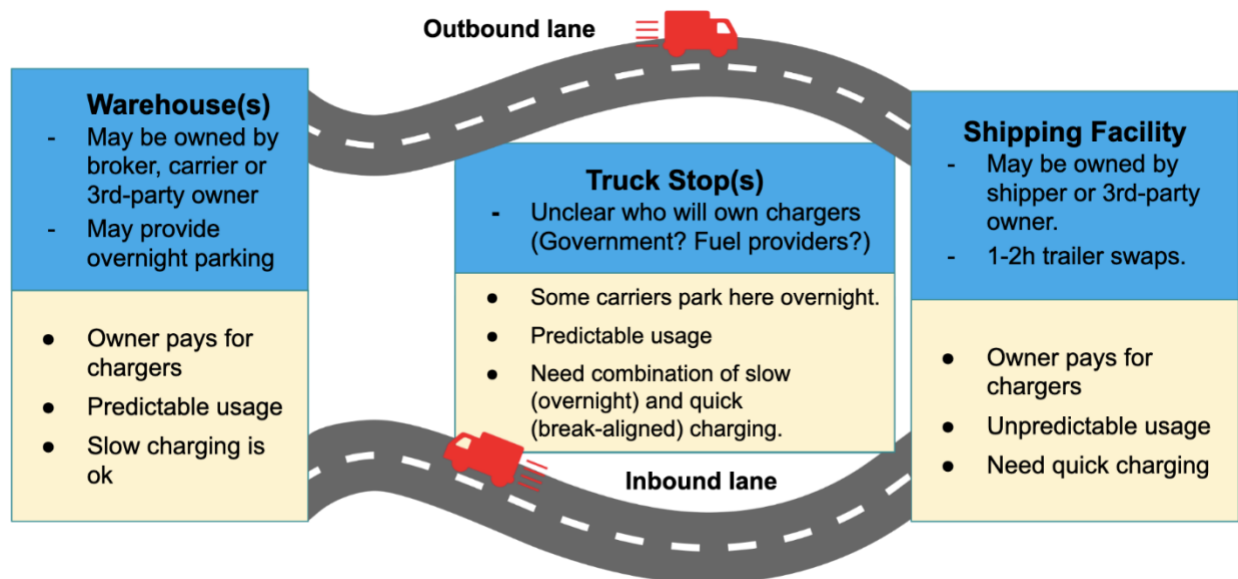 Outbound lane
Warehouse(s)
- May be owned by
broker, carrier or
3rd-party owner
- May provide
overnight parking
● Owner pays for
chargers
● Predictable usage
● Slow charging is
ok
Truck Stop(s)
- Unclear who will own chargers
(Government? Fuel providers?)
● Some carriers park here overnight.
● Predictable usage
● Need combination of slow
(overnight) and quick
(break-aligned) charging.
Inbound lane
Shipping Facility
- May be owned by
shipper or 3rd-party
owner.
- 1-2h trailer swaps.
● Owner pays for
chargers
● Unpredictable usage
● Need quick charging